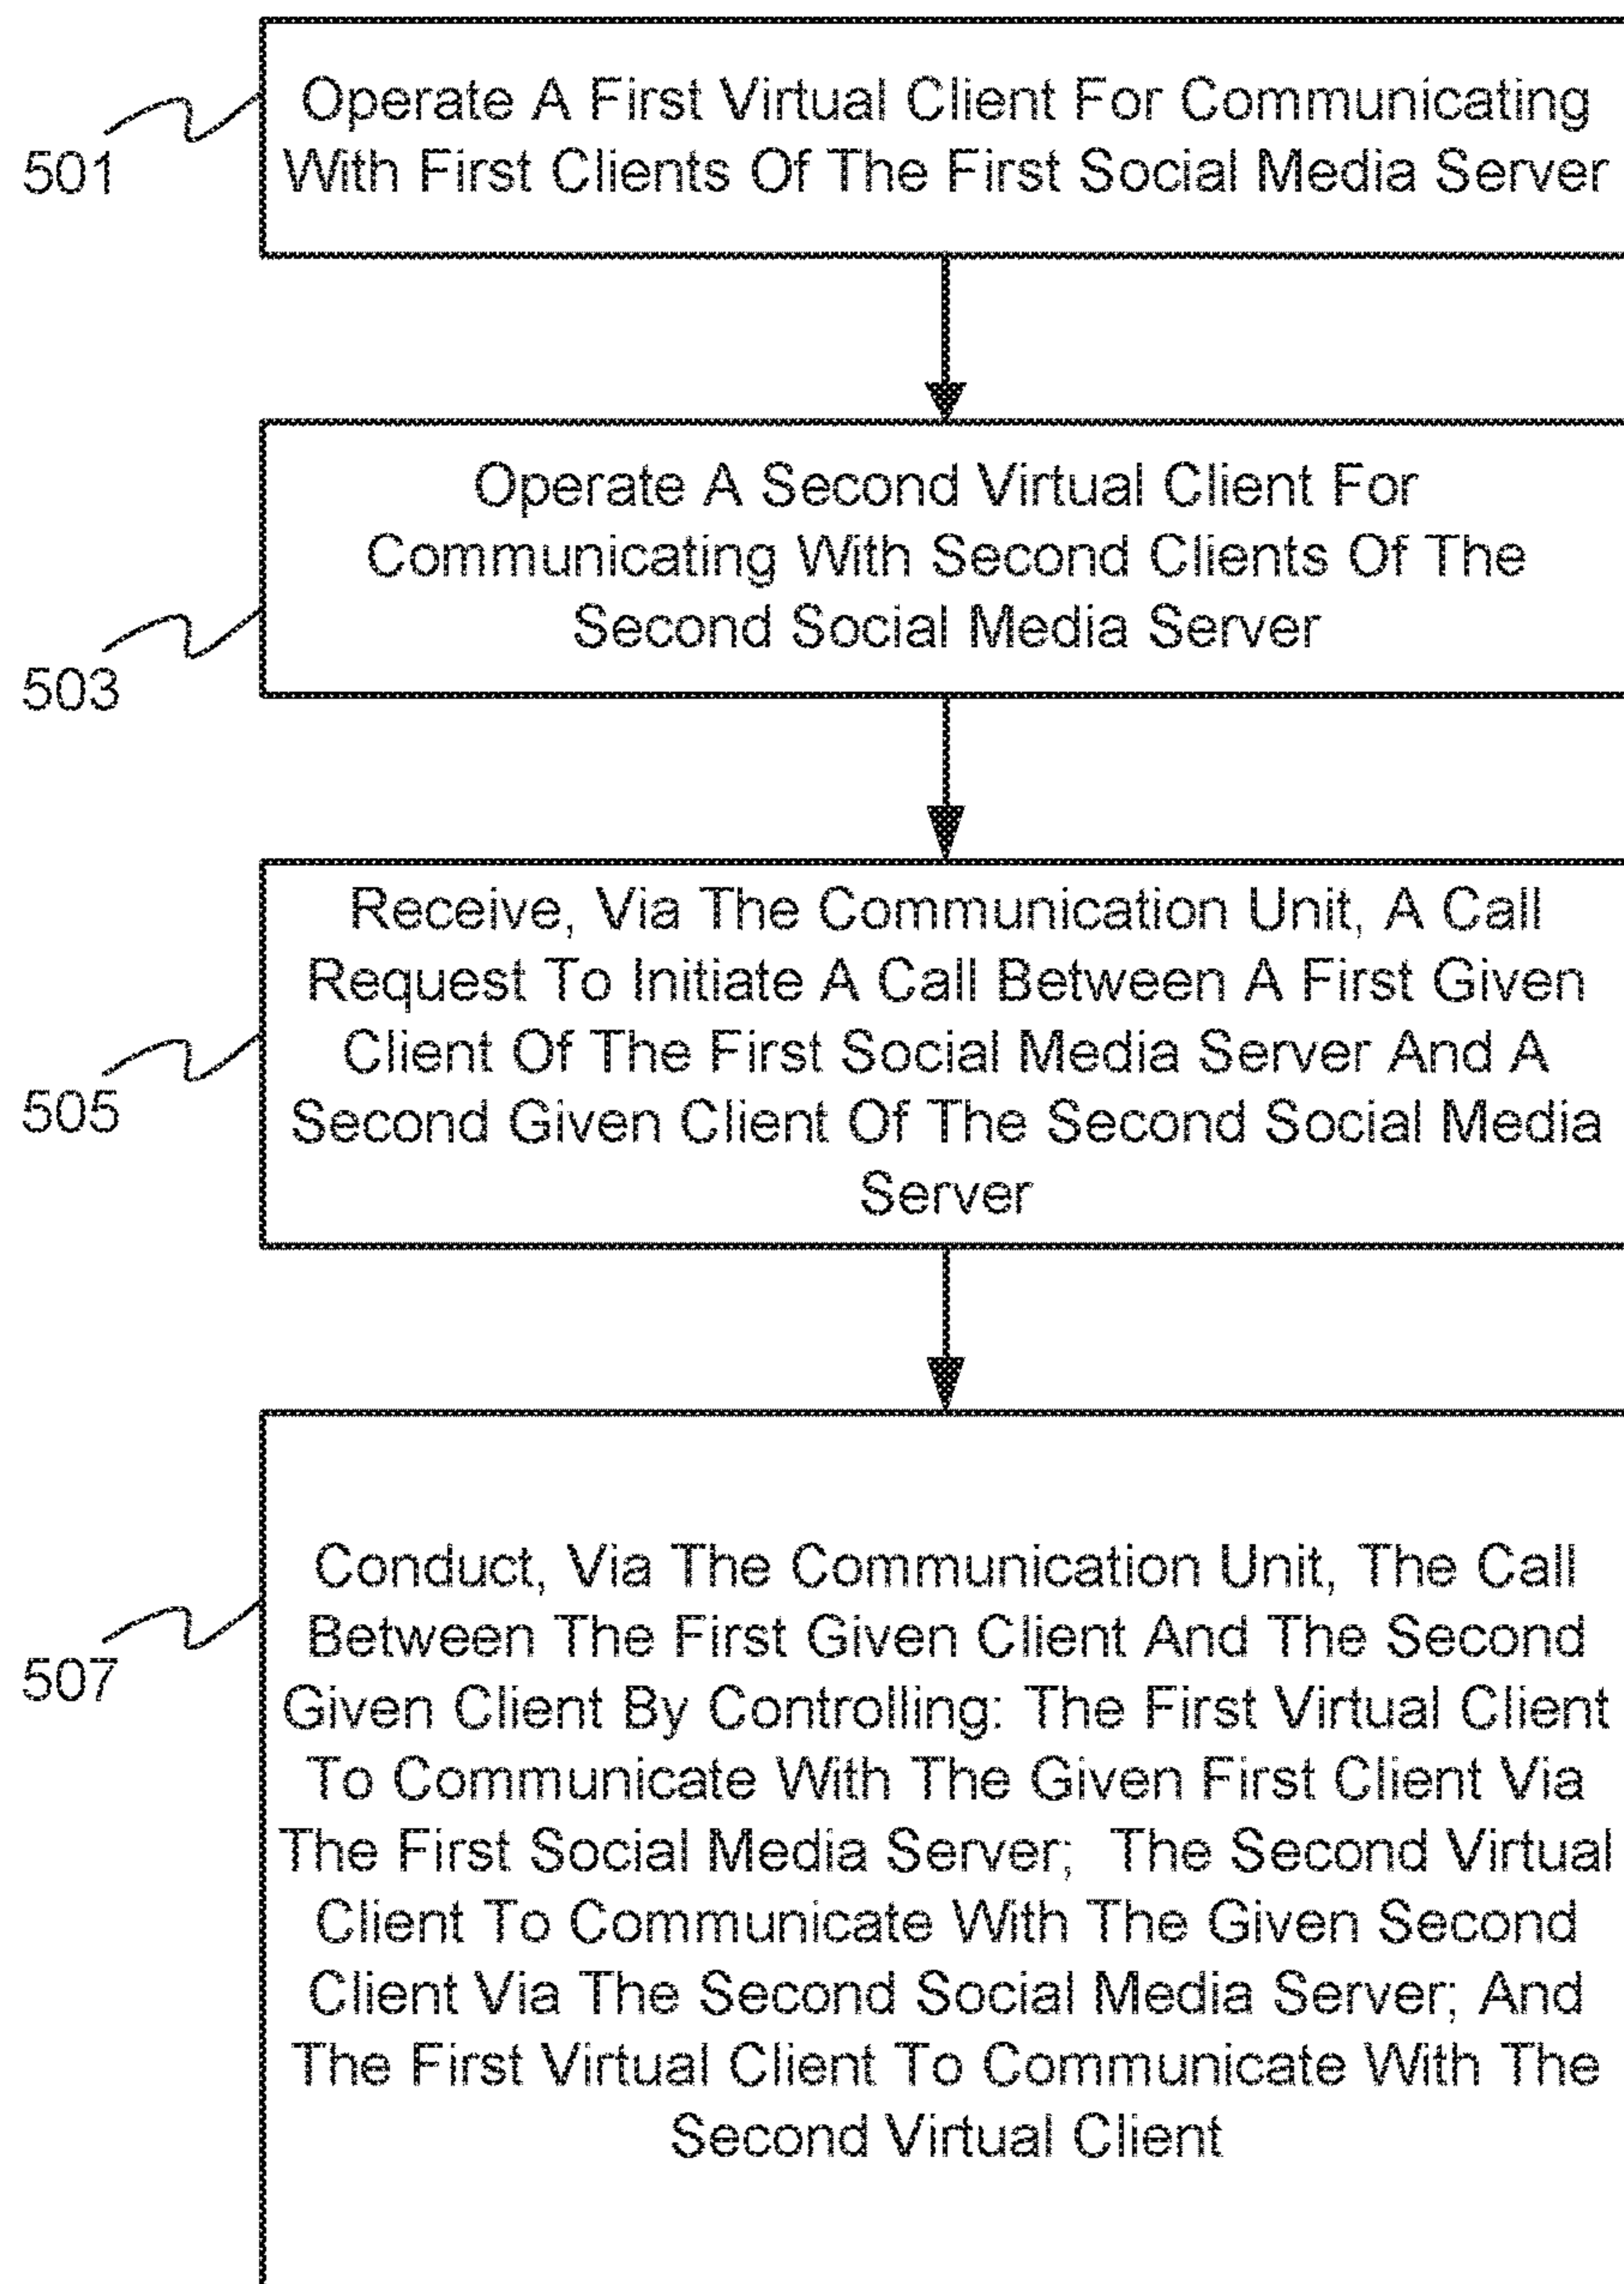 Operate A First Virtual Client For Communicating
With First Clients Of The First Social Media Server
501
Operate A Second Virtual Client For
Communicating With Second Clients Of The
Second Social Media Server
503
Receive, Via The Communication Unit, A Call
Request To Initiate A Call Between A First Given
Client Of The First Social Media Server And A
Second Given Client Of The Second Social Media
Server
505
Conduct, Via The Communication Unit, The Call
Between The First Given Client And The Second
Given Client By Controlling: The First Virtual Client
To Communicate With The Given First Client Via
The First Social Media Server; The Second Virtual
Client To Communicate With The Given Second
Client Via The Second Social Media Server; And
The First Virtual Client To Communicate With The
Second Virtual Client
507